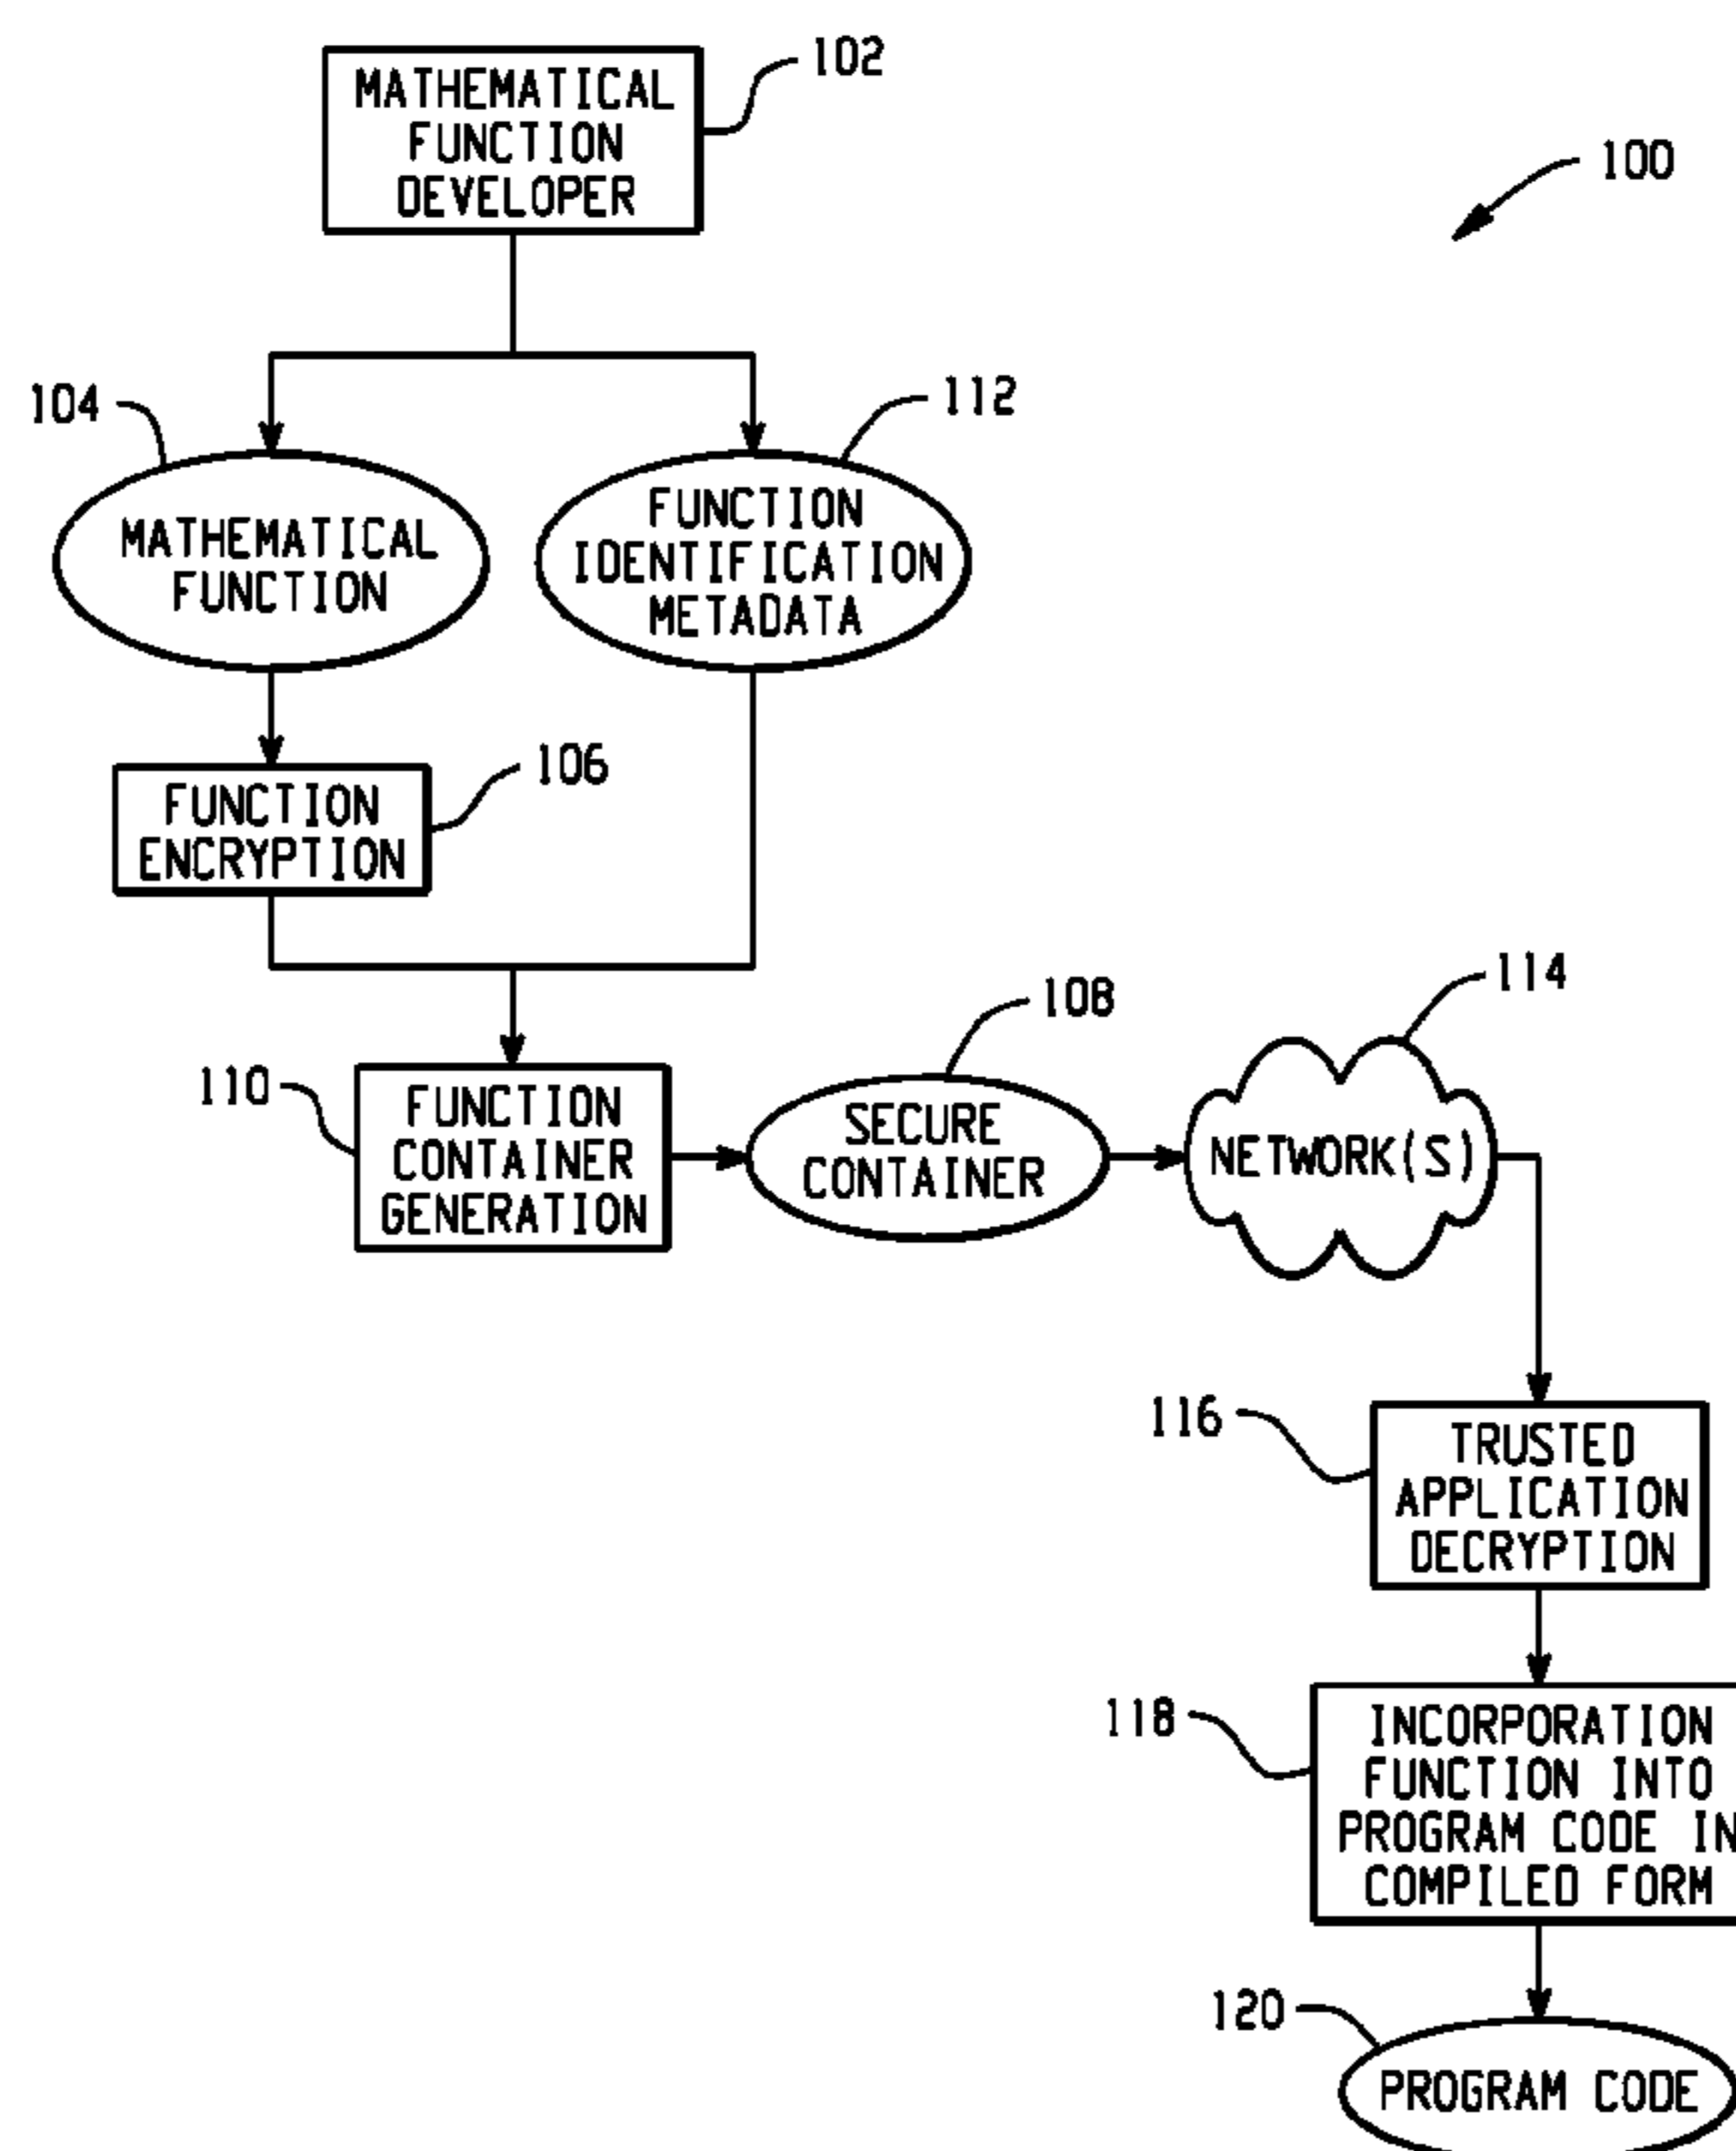 102
MATHEMATICAL
FUNCTION
DEVELOPER
100
104
112
MATHEMATICAL
FUNCTION
FUNCTION
IDENTIFICATION
METADATA
106
FUNCTION
ENCRYPTION
108
114
110
FUNCTION
CONTAINER
GENERATION
SECURE
CONTAINER
NETWORK(S)
116
TRUSTED
APPLICATION
DECRYPTION
118
INCORPORATION
FUNCTION INTO
PROGRAM CODE IN
COMPILED FORM
120
PROGRAM CODE